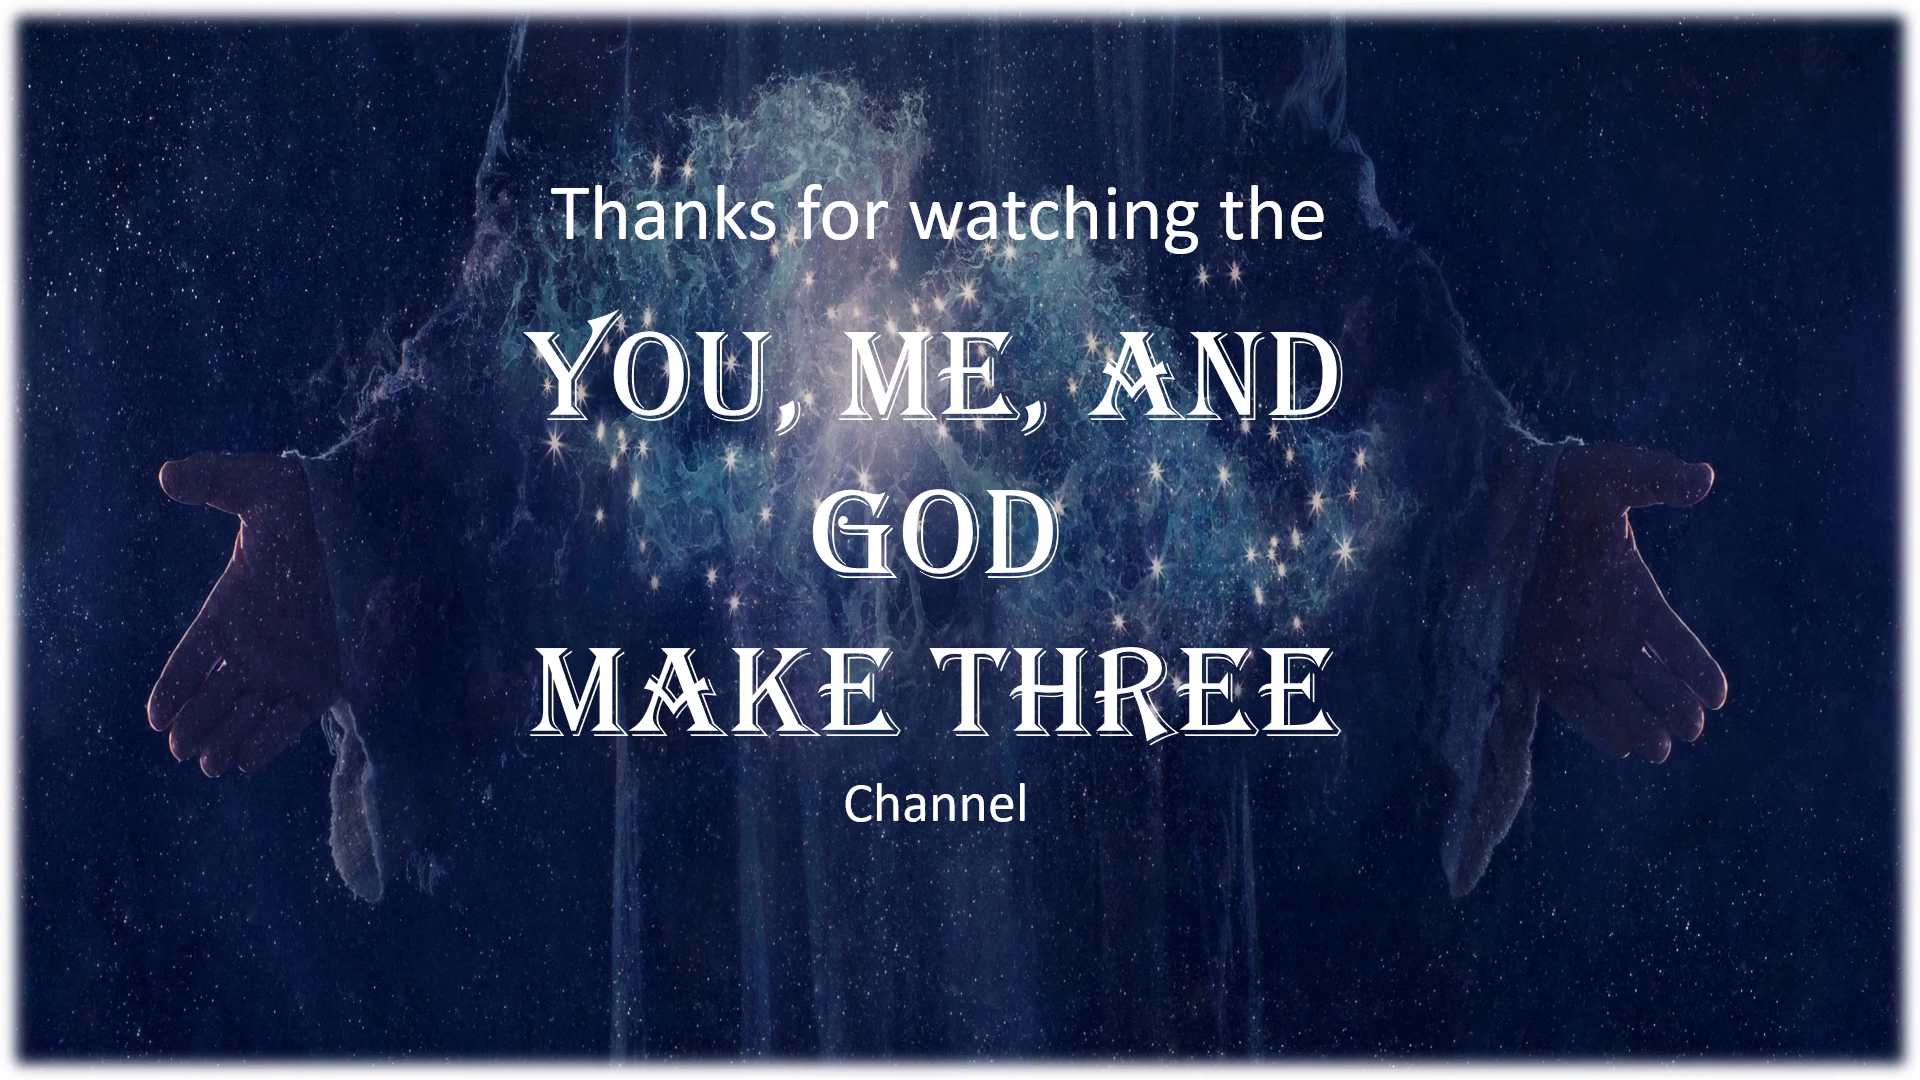 Thanks for watching the
YOU, ME, AND
GOD
MAKE THREE
Channel